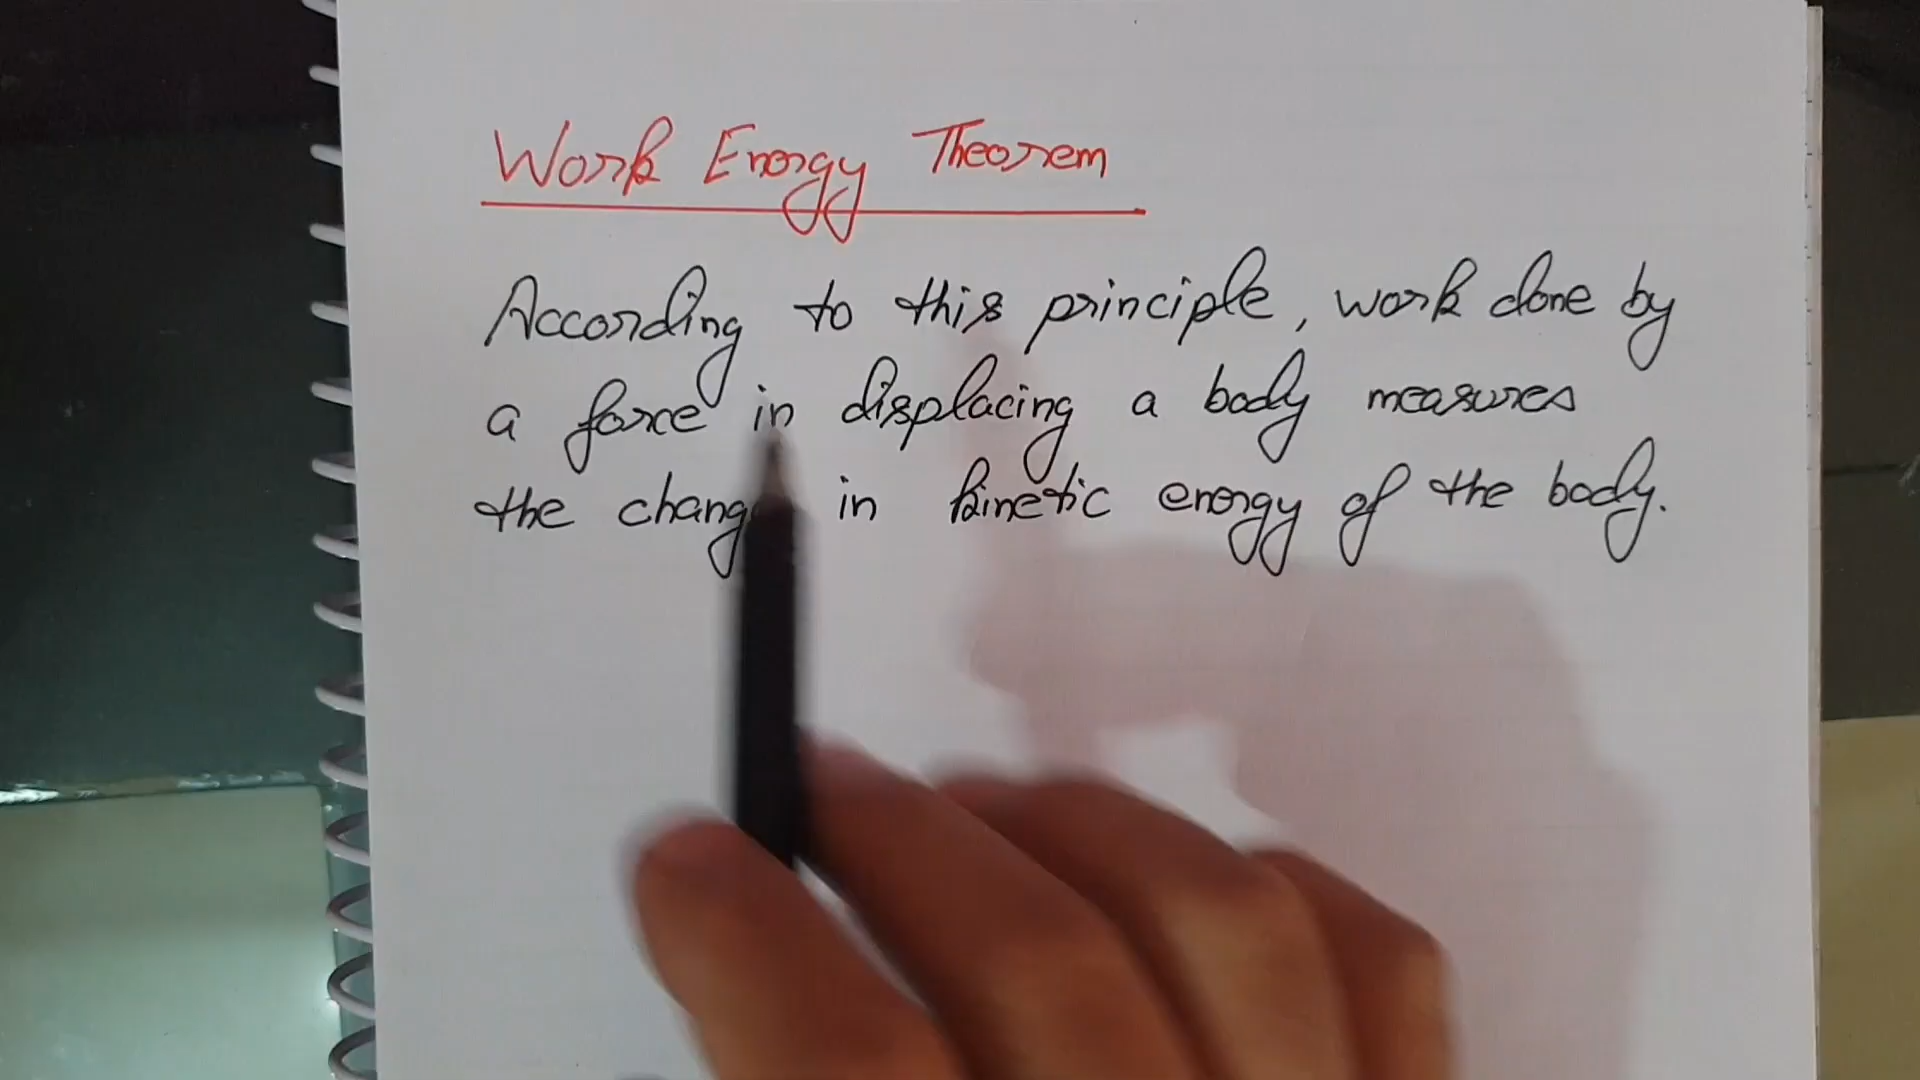 Work Energy Theorem
According to this principle, work done by
a force in displacing a body measures
the change in kinetic energy of the body.